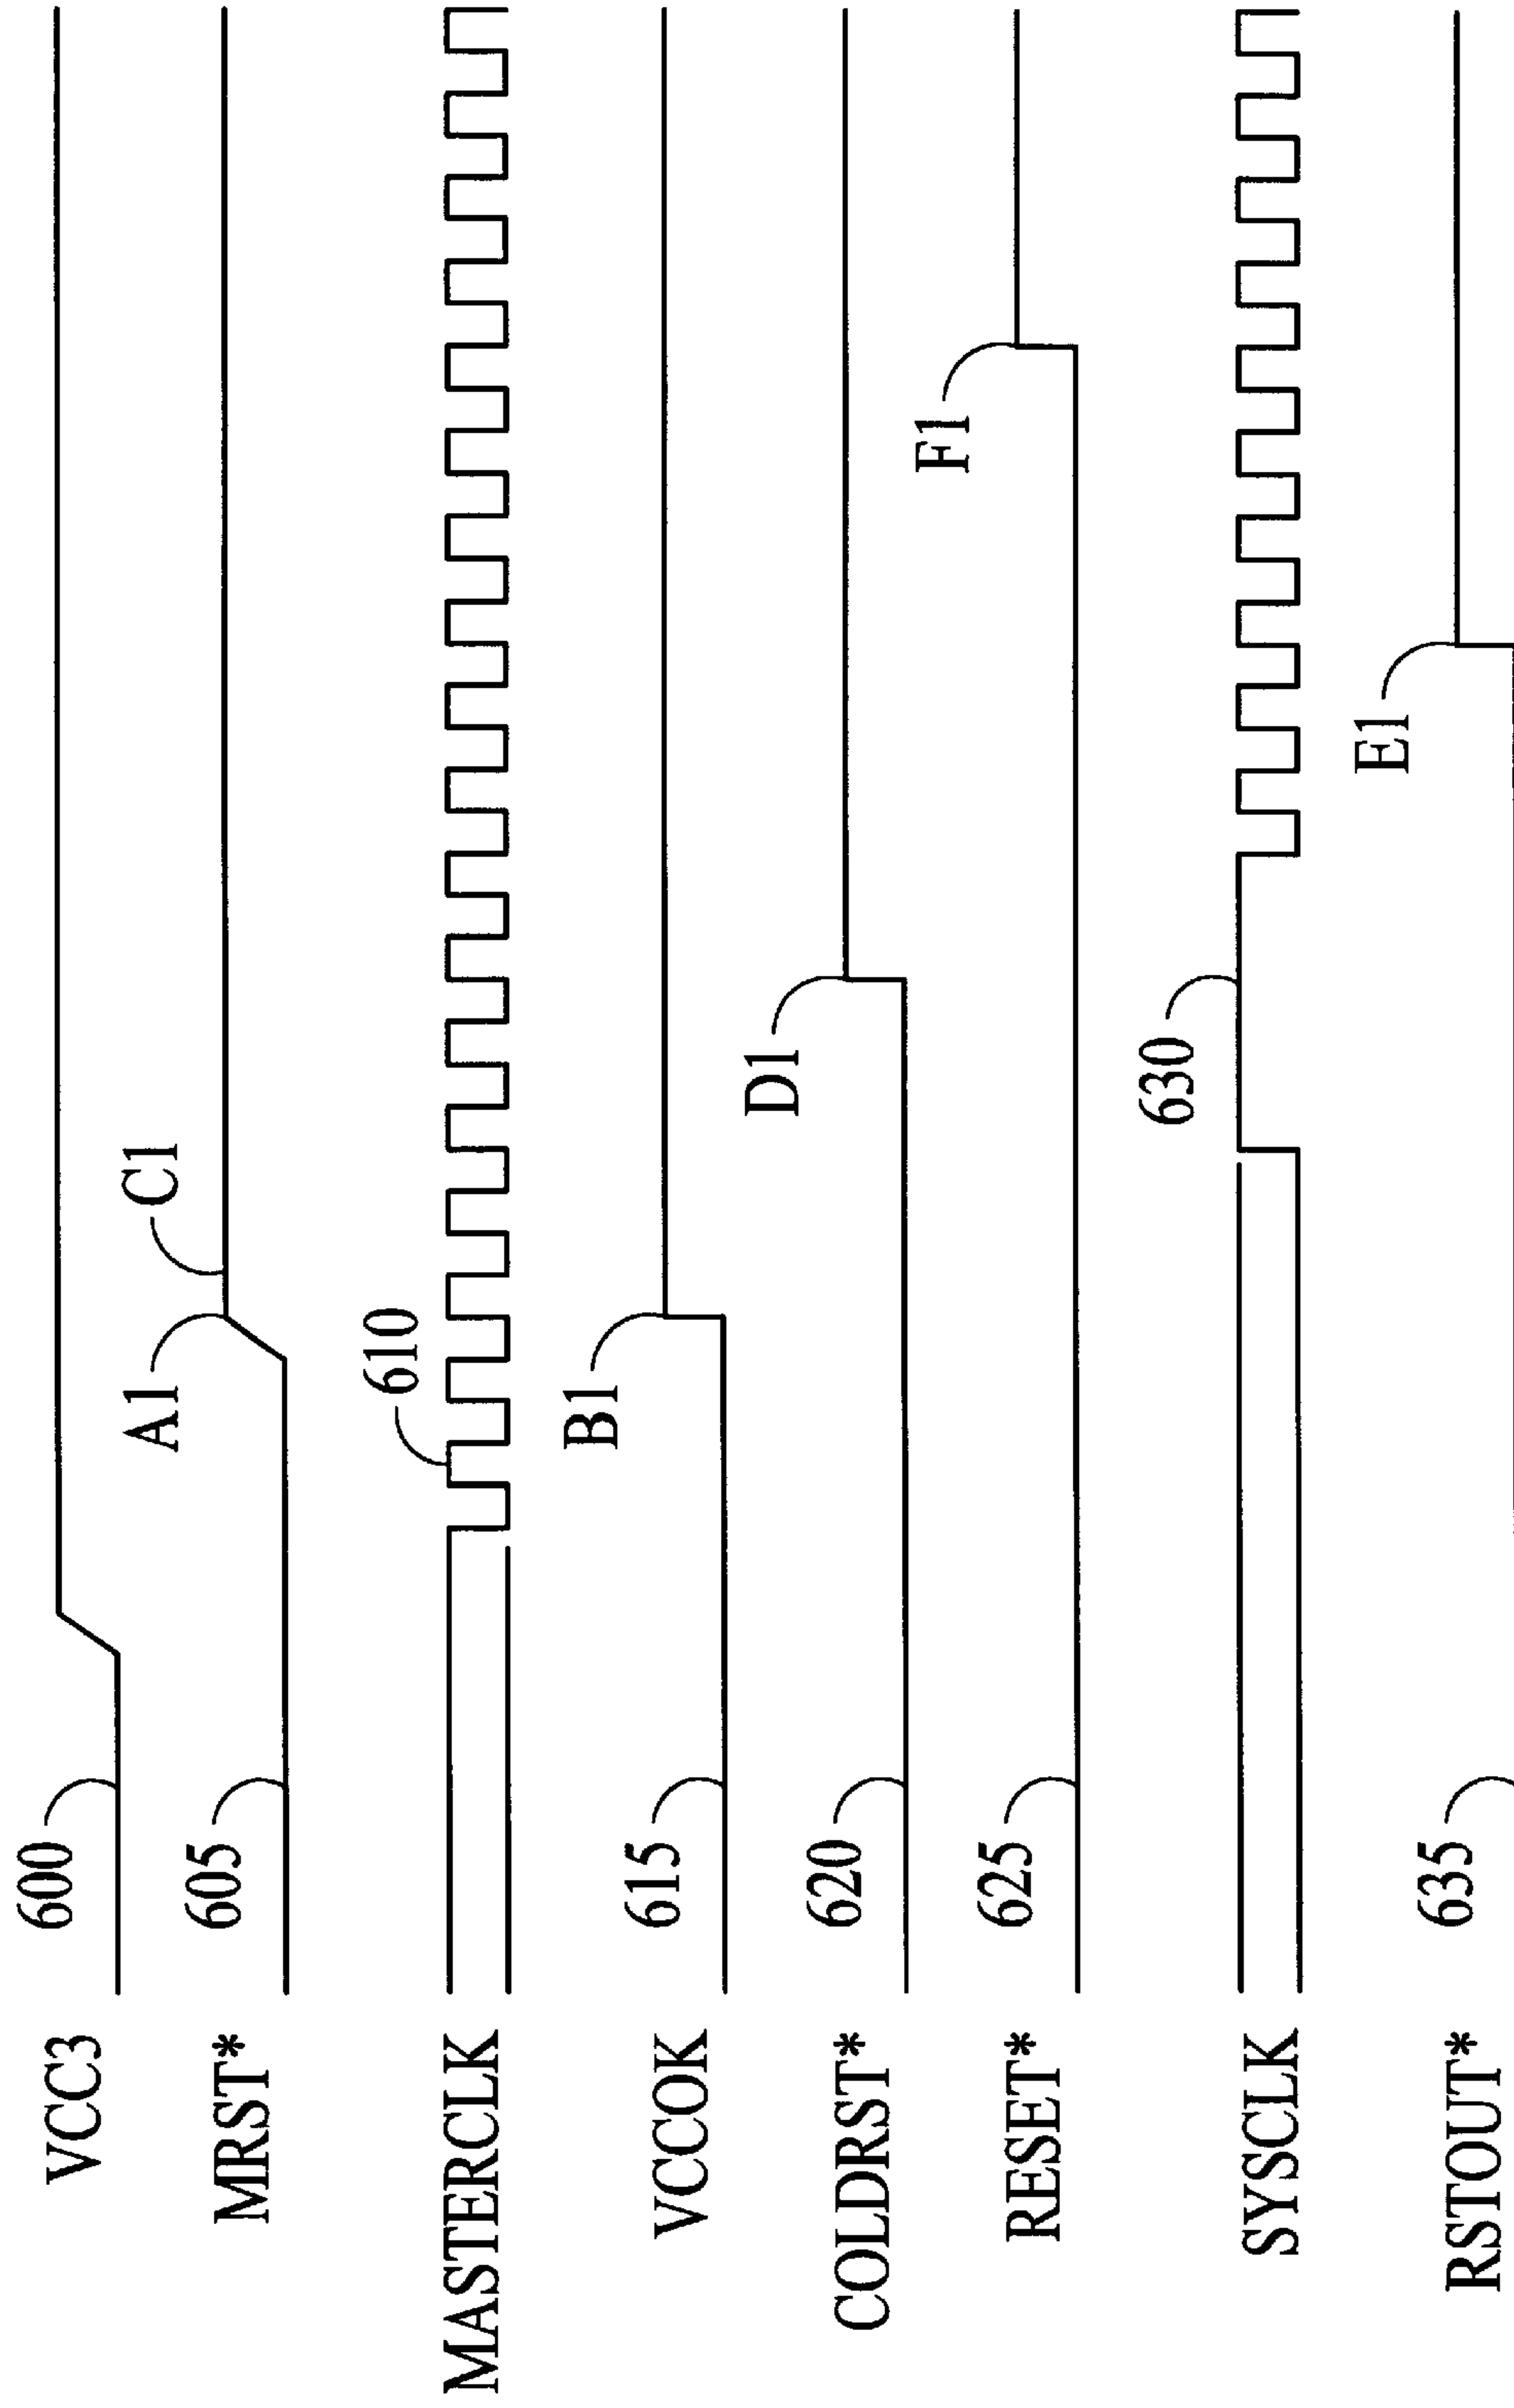 VCC3
600
MRST*
605
A1
C1
MASTERCLK
610
VCCOK
615
B1
COLDRST*
620
D1
RESET*
625
F1
SYSCLK
630
RSTOUT*
635
E1